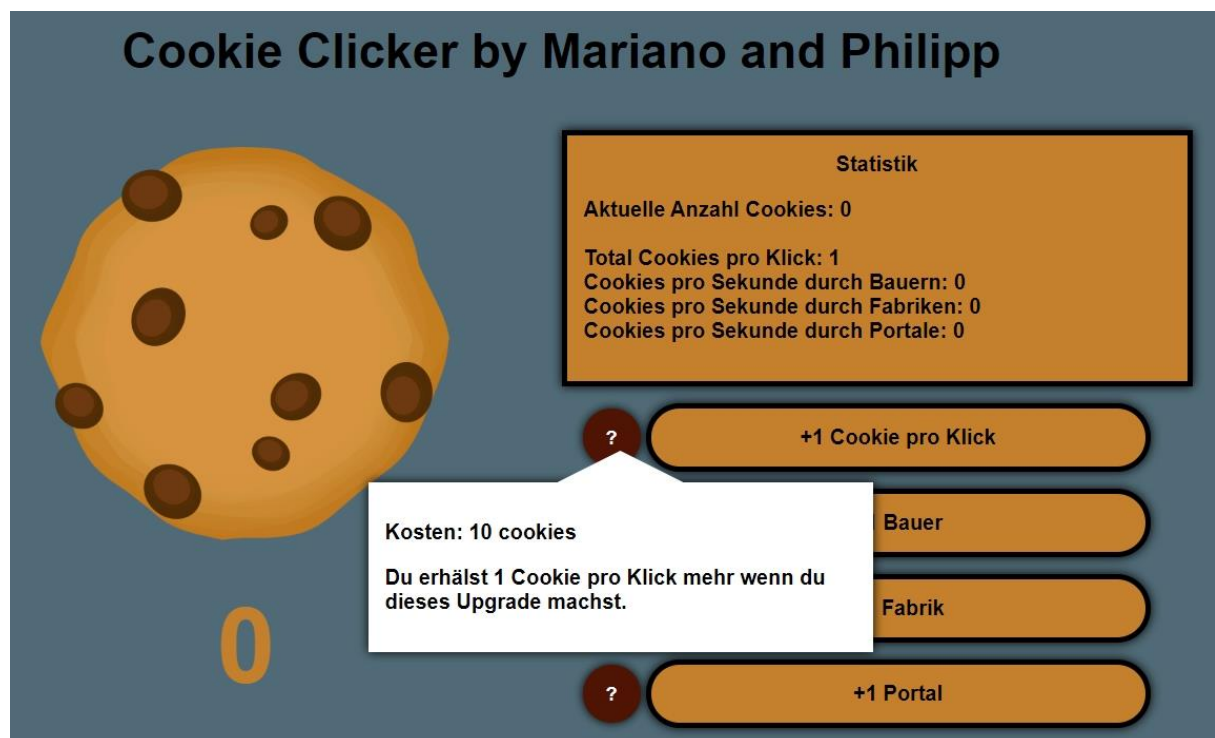 Cookie Clicker by Mariano and Philipp
Statistik
Aktuelle Anzahl Cookies: 0
Total Cookies pro Klick: 1
Cookies pro Sekunde durch Bauern: 0
Cookies pro Sekunde durch Fabriken: 0
Cookies pro Sekunde durch Portale: 0
?
+1 Cookie pro Klick
Kosten: 10 cookies
Du erhälst 1 Cookie pro Klick mehr wenn du
dieses Upgrade machst.
Bauer
Fabrik
0
?
+1 Portal